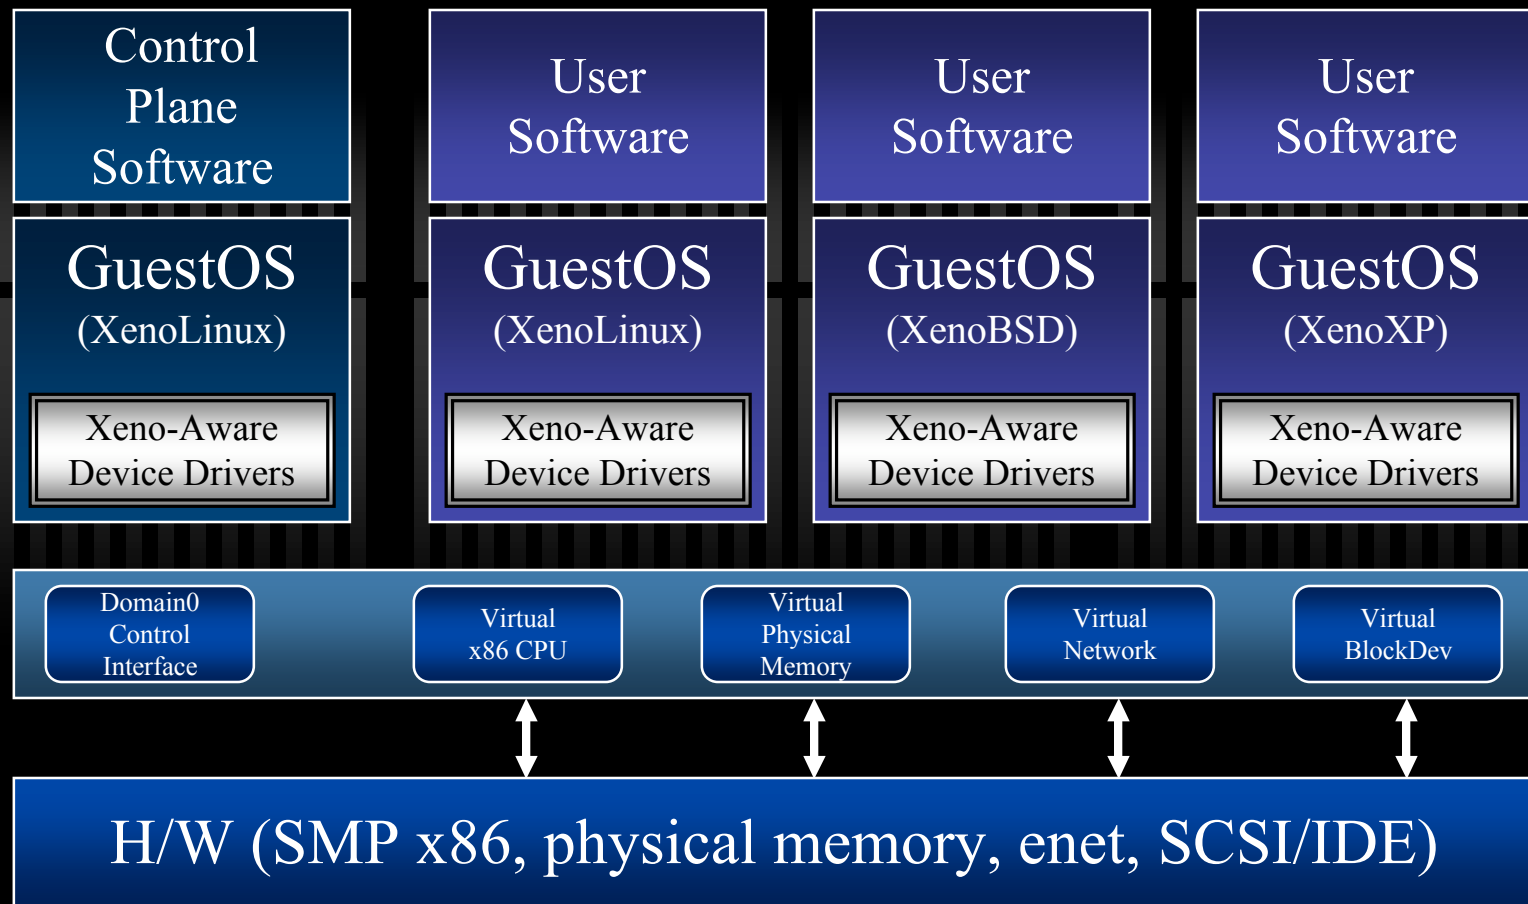 Control
Plane
Software
User
Software
User
Software
User
Software
GuestOS
(XenoLinux)
Xeno-Aware
Device Drivers
GuestOS
(XenoLinux)
Xeno-Aware
Device Drivers
GuestOS
(XenoBSD)
Xeno-Aware
Device Drivers
GuestOS
(XenoXP)
Xeno-Aware
Device Drivers
Domain0
Control
Interface
Virtual
x86 CPU
Virtual
Physical
Memory
Virtual
Network
Virtual
BlockDev
H/W (SMP x86, physical memory, enet, SCSI/IDE)